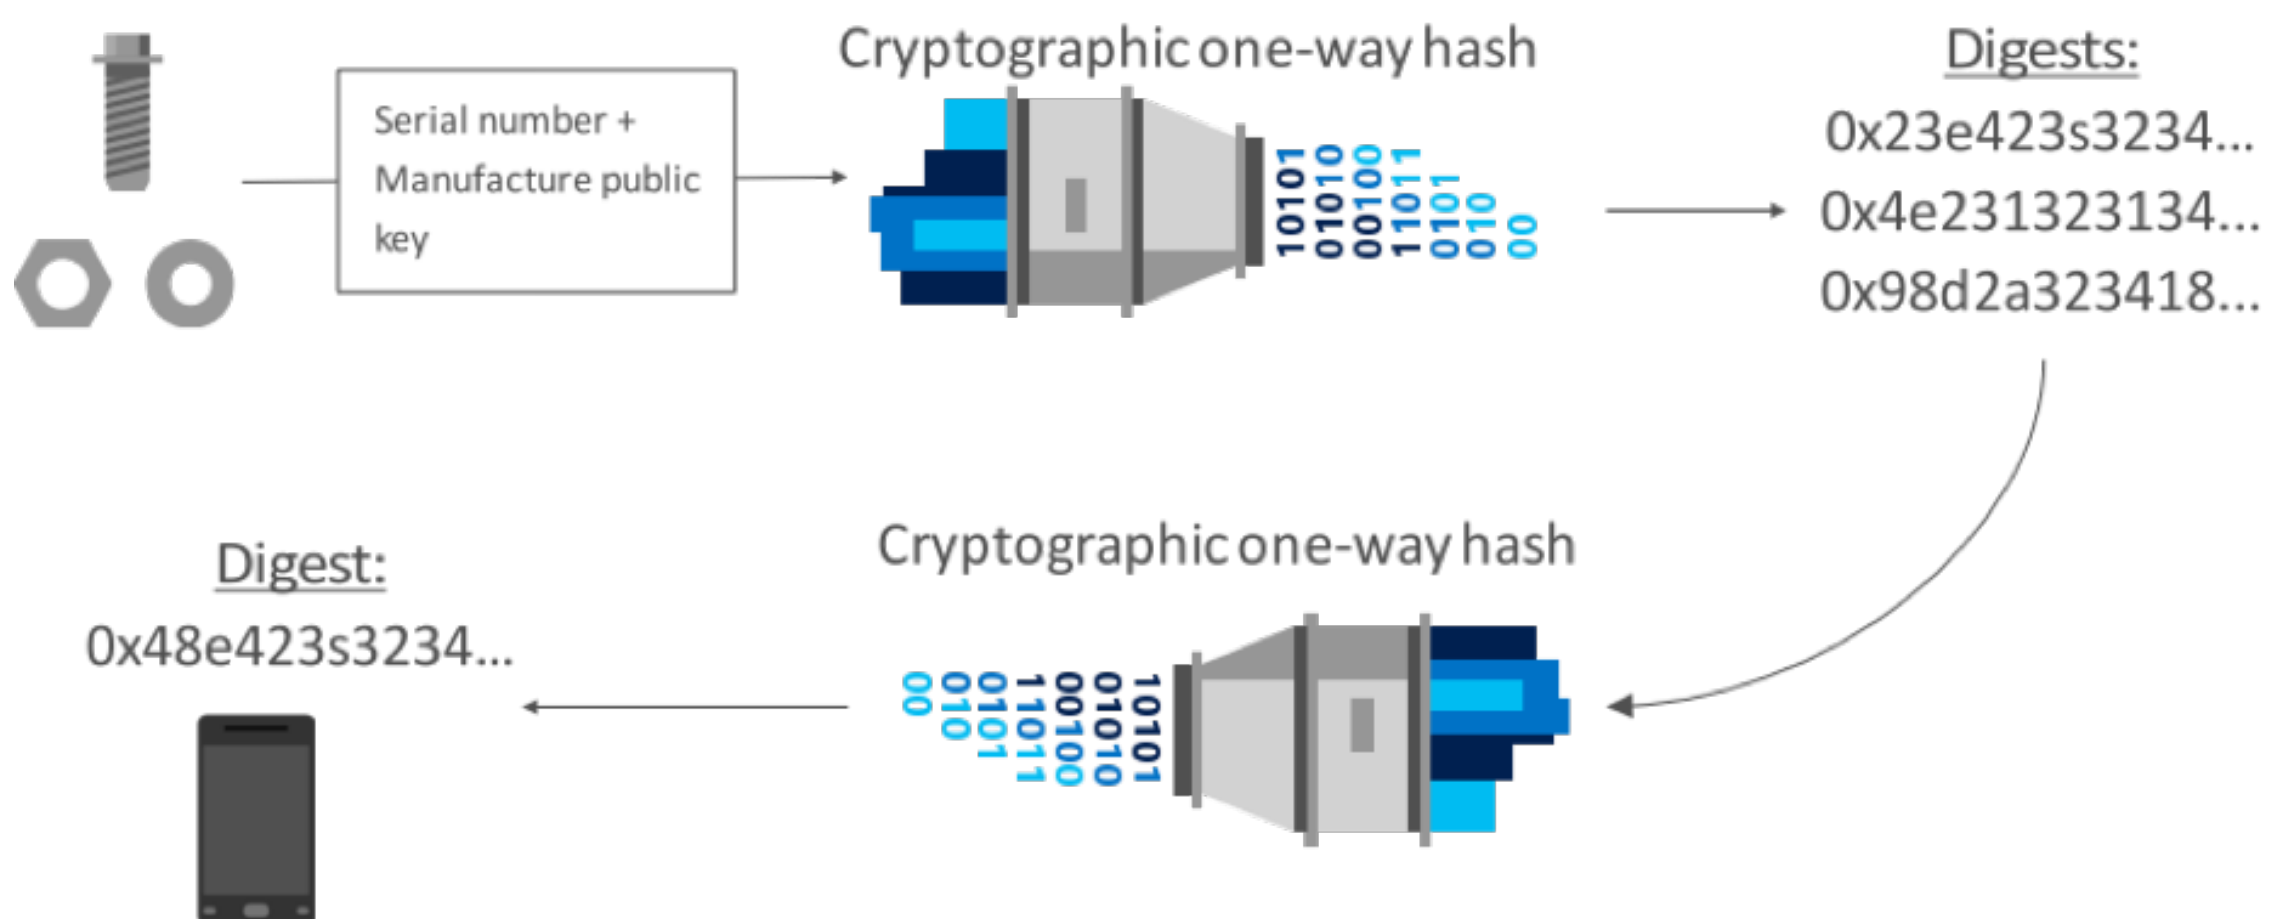 Cryptographic one-way hash
Digests:
Serial number +
Manufacture public
key
10101
01010
00100
11011
0101
010
00
0x23e423s3234...
0x4e231323134...
0x98d2a323418...
Cryptographic one-way hash
Digest:
0x48e423s3234...
00
010
0101
11011
00100
01010
10101